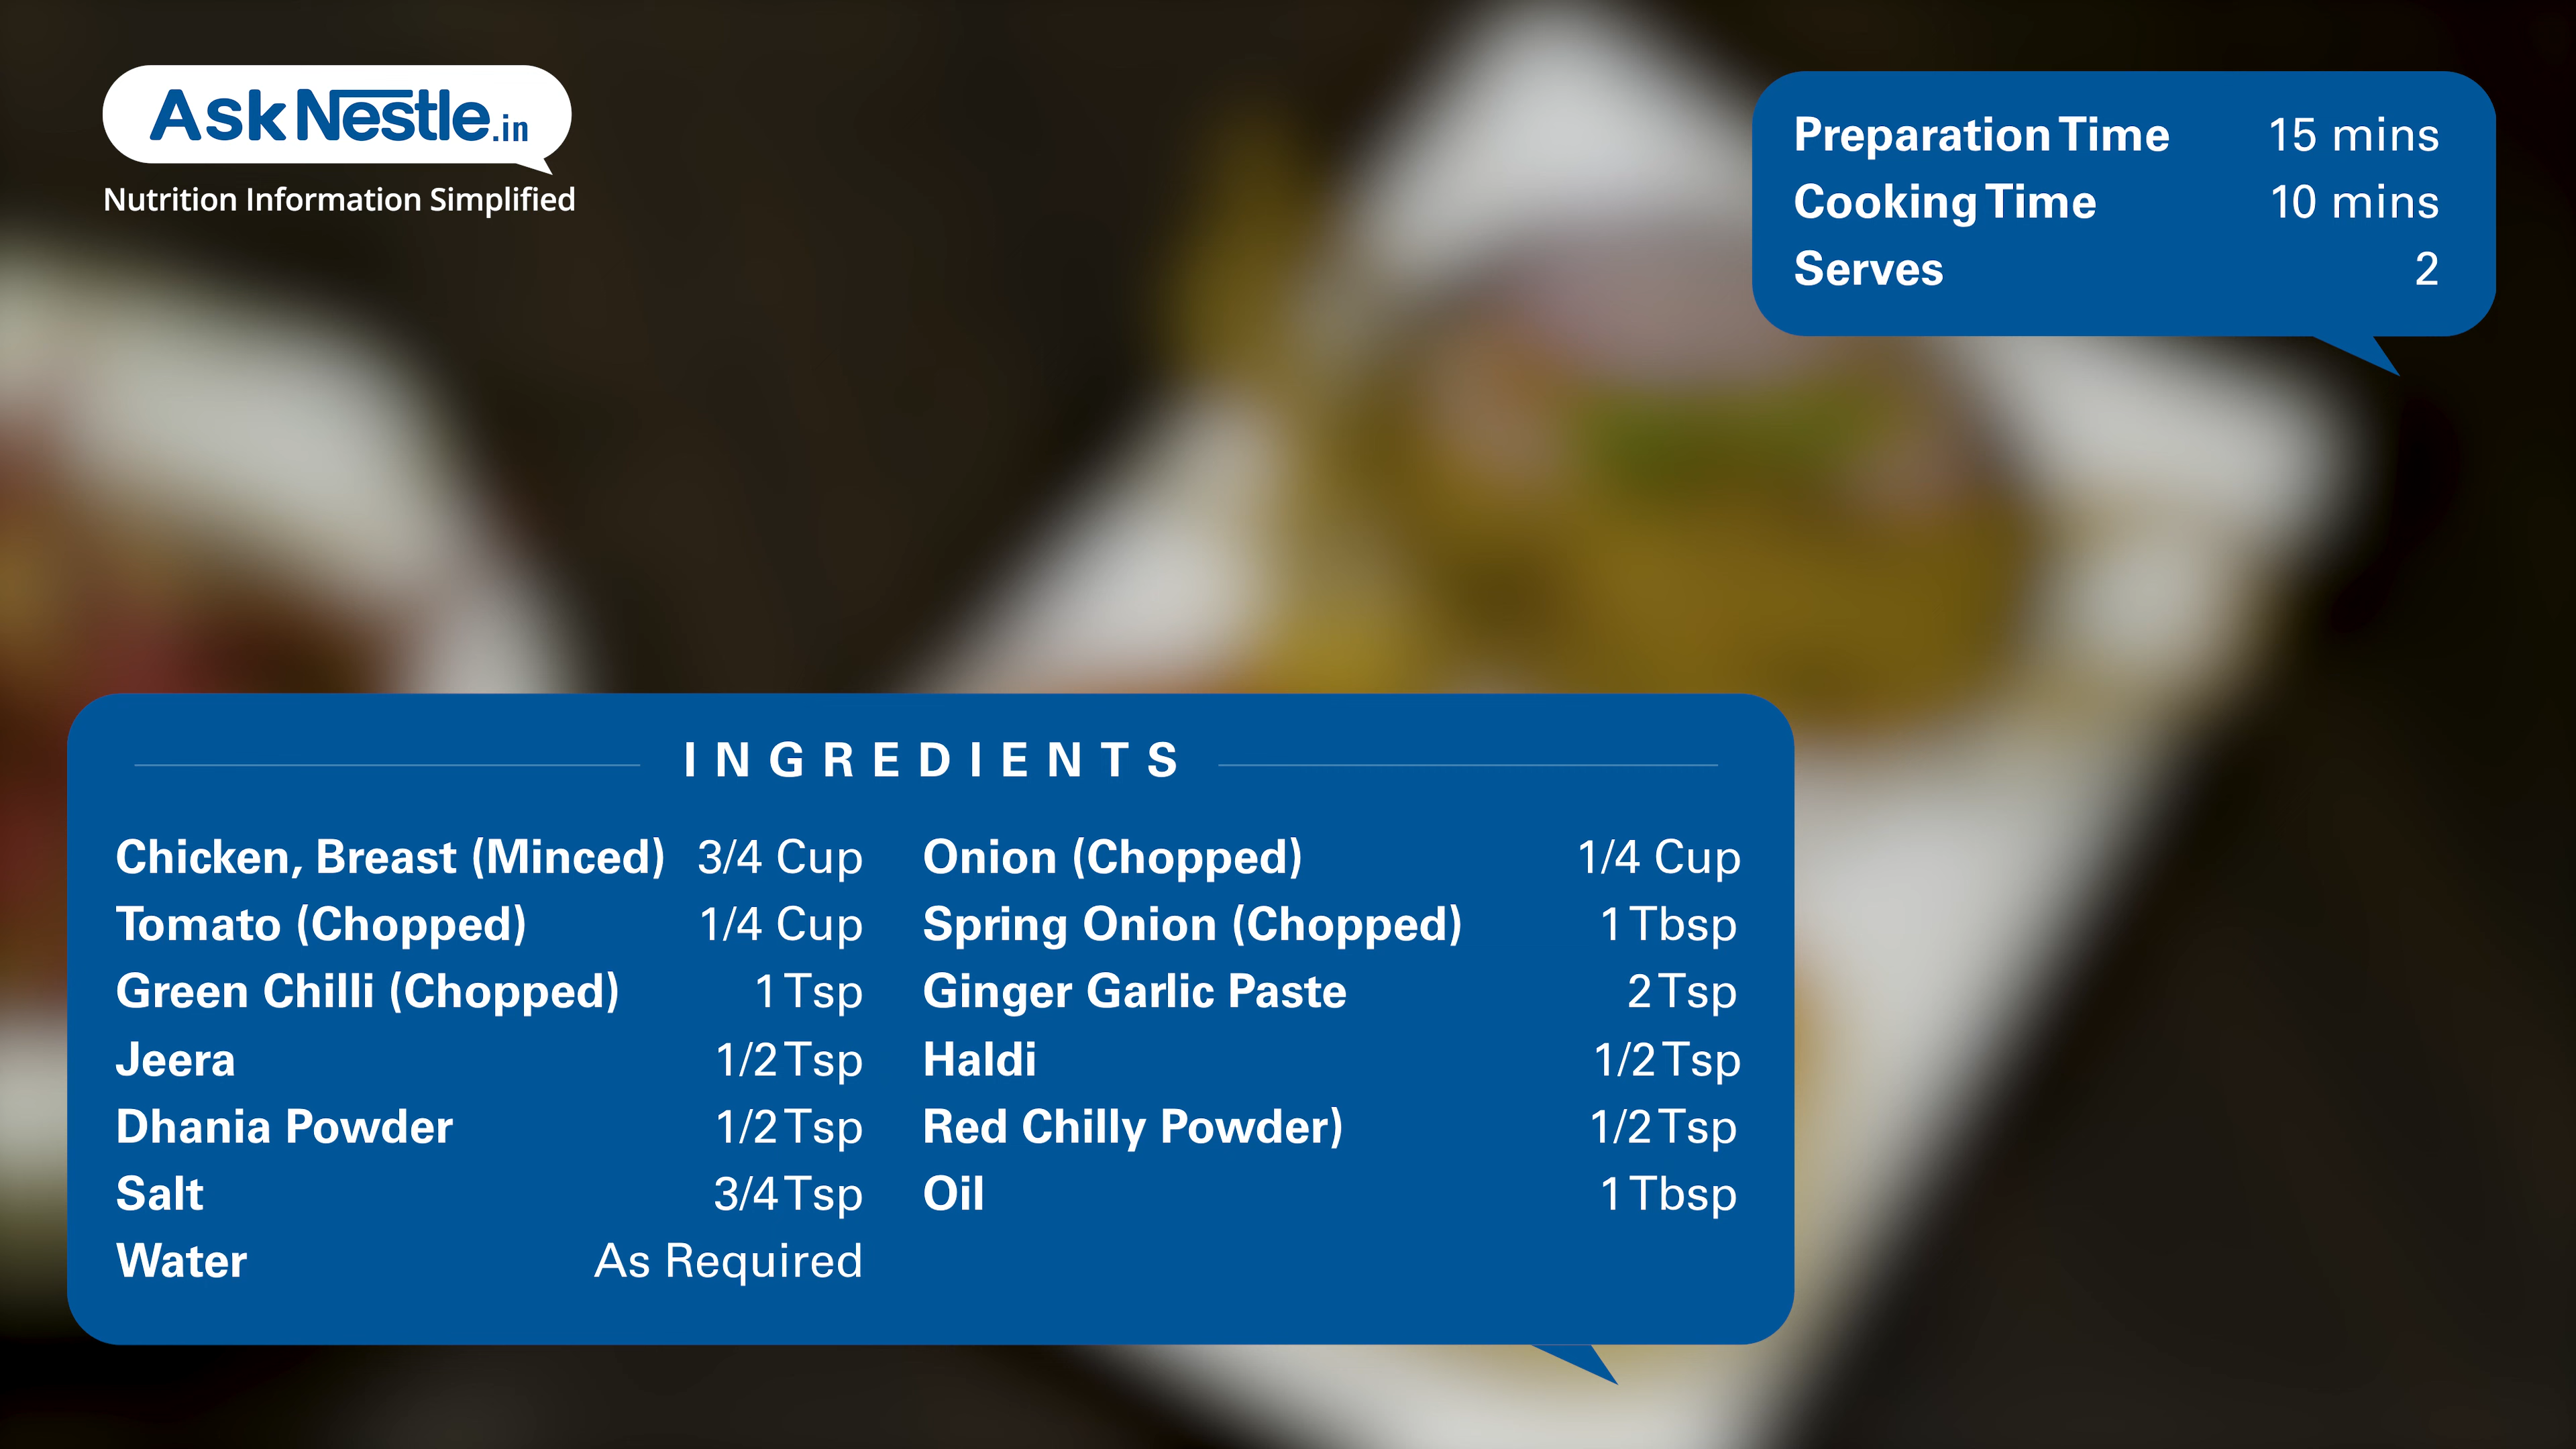 AskNestle.in
Nutrition Information Simplified
Preparation Time 15 mins
Cooking Time 10 mins
Serves 2
INGREDIENTS
Chicken, Breast (Minced) 3/4 Cup Onion (Chopped) 1/4 Cup
Tomato (Chopped) 1/4 Cup Spring Onion (Chopped) 1 Tbsp
Green Chilli (Chopped) 1 Tsp Ginger Garlic Paste 2 Tsp
Jeera 1/2 Tsp Haldi 1/2 Tsp
Dhania Powder 1/2 Tsp Red Chilly Powder) 1/2 Tsp
Salt 3/4 Tsp Oil 1 Tbsp
Water As Required